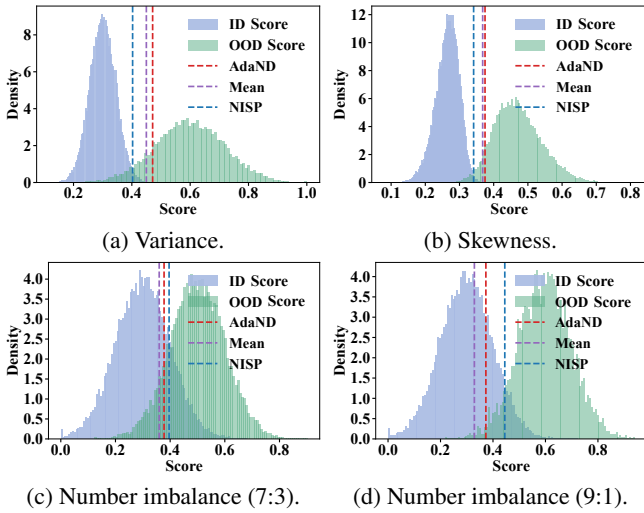 ID Score
OOD Score
AdaND
Mean
NISP
Density
8
6
4
2
0
0.2 0.4 0.6 0.8 1.0
Score
(a) Variance.
ID Score
OOD Score
AdaND
Mean
NISP
Density
12
10
8
6
4
2
0
0.1 0.2 0.3 0.4 0.5 0.6 0.7 0.8
Score
(b) Skewness.
ID Score
OOD Score
AdaND
Mean
NISP
Density
4.0
3.5
3.0
2.5
2.0
1.5
1.0
0.5
0.0
0.0 0.2 0.4 0.6 0.8
Score
(c) Number imbalance (7:3).
ID Score
OOD Score
AdaND
Mean
NISP
Density
4.0
3.5
3.0
2.5
2.0
1.5
1.0
0.5
0.0
0.0 0.2 0.4 0.6 0.8
Score
(d) Number imbalance (9:1).